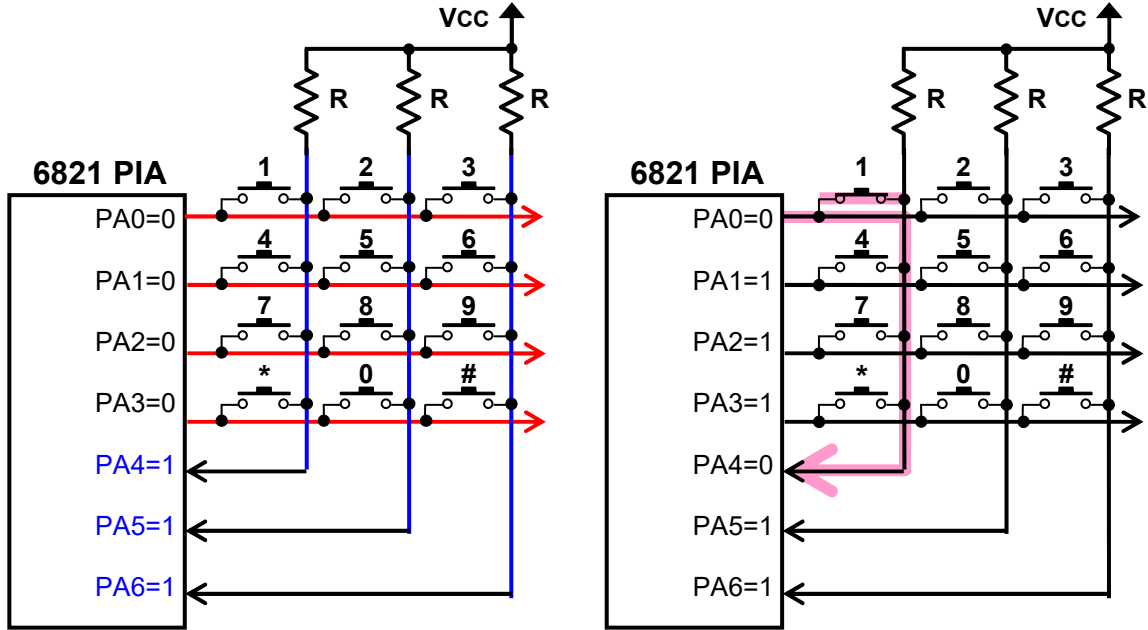 Vcc
R R R
6821 PIA
1 2 3
PA0=0
4 5 6
PA1=0
7 8 9
PA2=0
* 0 #
PA3=0
PA4=1
PA5=1
PA6=1
Vcc
R R R
6821 PIA
1 2 3
PA0=0
4 5 6
PA1=1
7 8 9
PA2=1
* 0 #
PA3=1
PA4=0
PA5=1
PA6=1